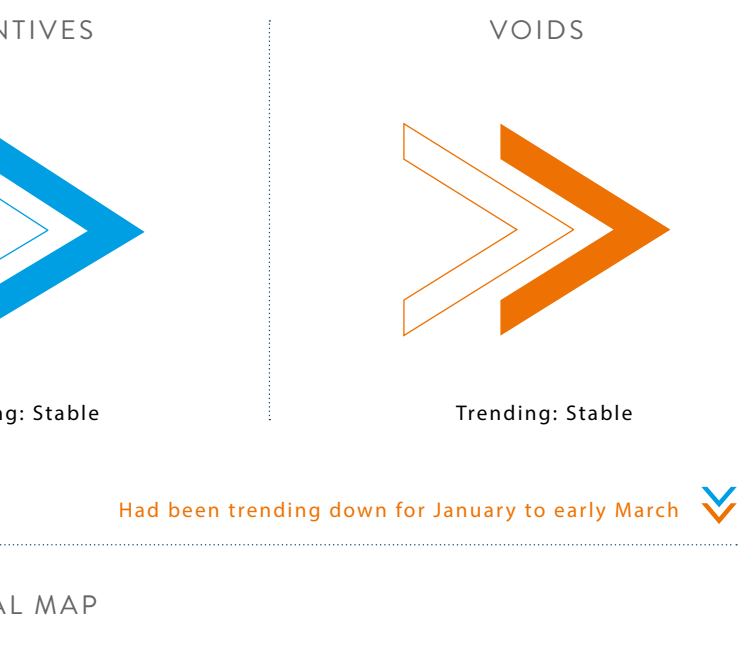 NTIVES
VOIDS
g: Stable
Trending: Stable
Had been trending down for January to early March
AL MAP